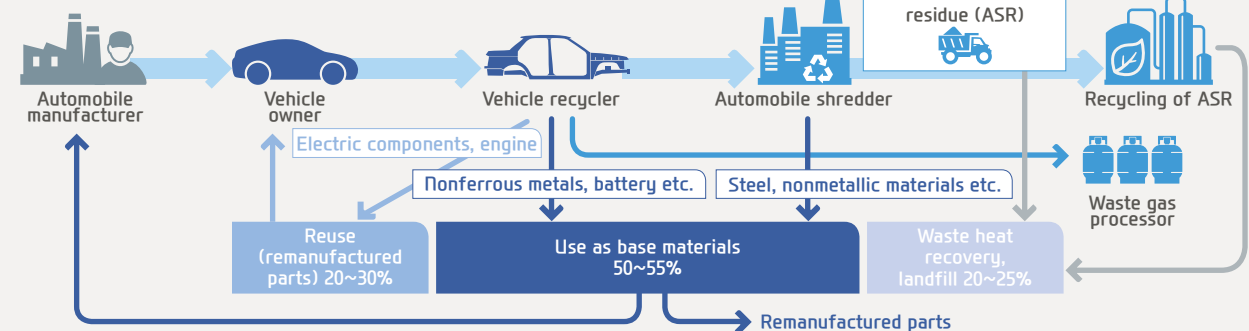 residue (ASR)
Automobile
manufacturer
Vehicle
owner
Vehicle recycler
Automobile shredder
Recycling of ASR
Electric components, engine
Nonferrous metals, battery etc.
Steel, nonmetallic materials etc.
Waste gas
processor
Reuse
(remanufactured
parts) 20~30%
Use as base materials
50~55%
Waste heat
recovery,
landfill 20~25%
Remanufactured parts